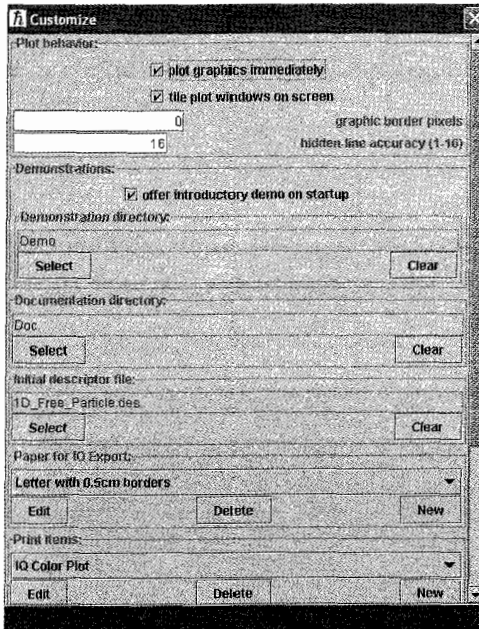 ħ Customize
Plot behavior:
plot graphics immediately
tile plot windows on screen
0 graphic border pixels
16 hidden line accuracy (1-16)
Demonstrations:
offer introductory demo on startup
Demonstration directory:
Demo
Select Clear
Documentation directory:
Doc
Select Clear
Initial descriptor file:
1D_Free_Particle.des
Select Clear
Paper for IQ Export:
Letter with 0.5cm borders
Edit Delete New
Print Items:
IQ Color Plot
Edit Delete New